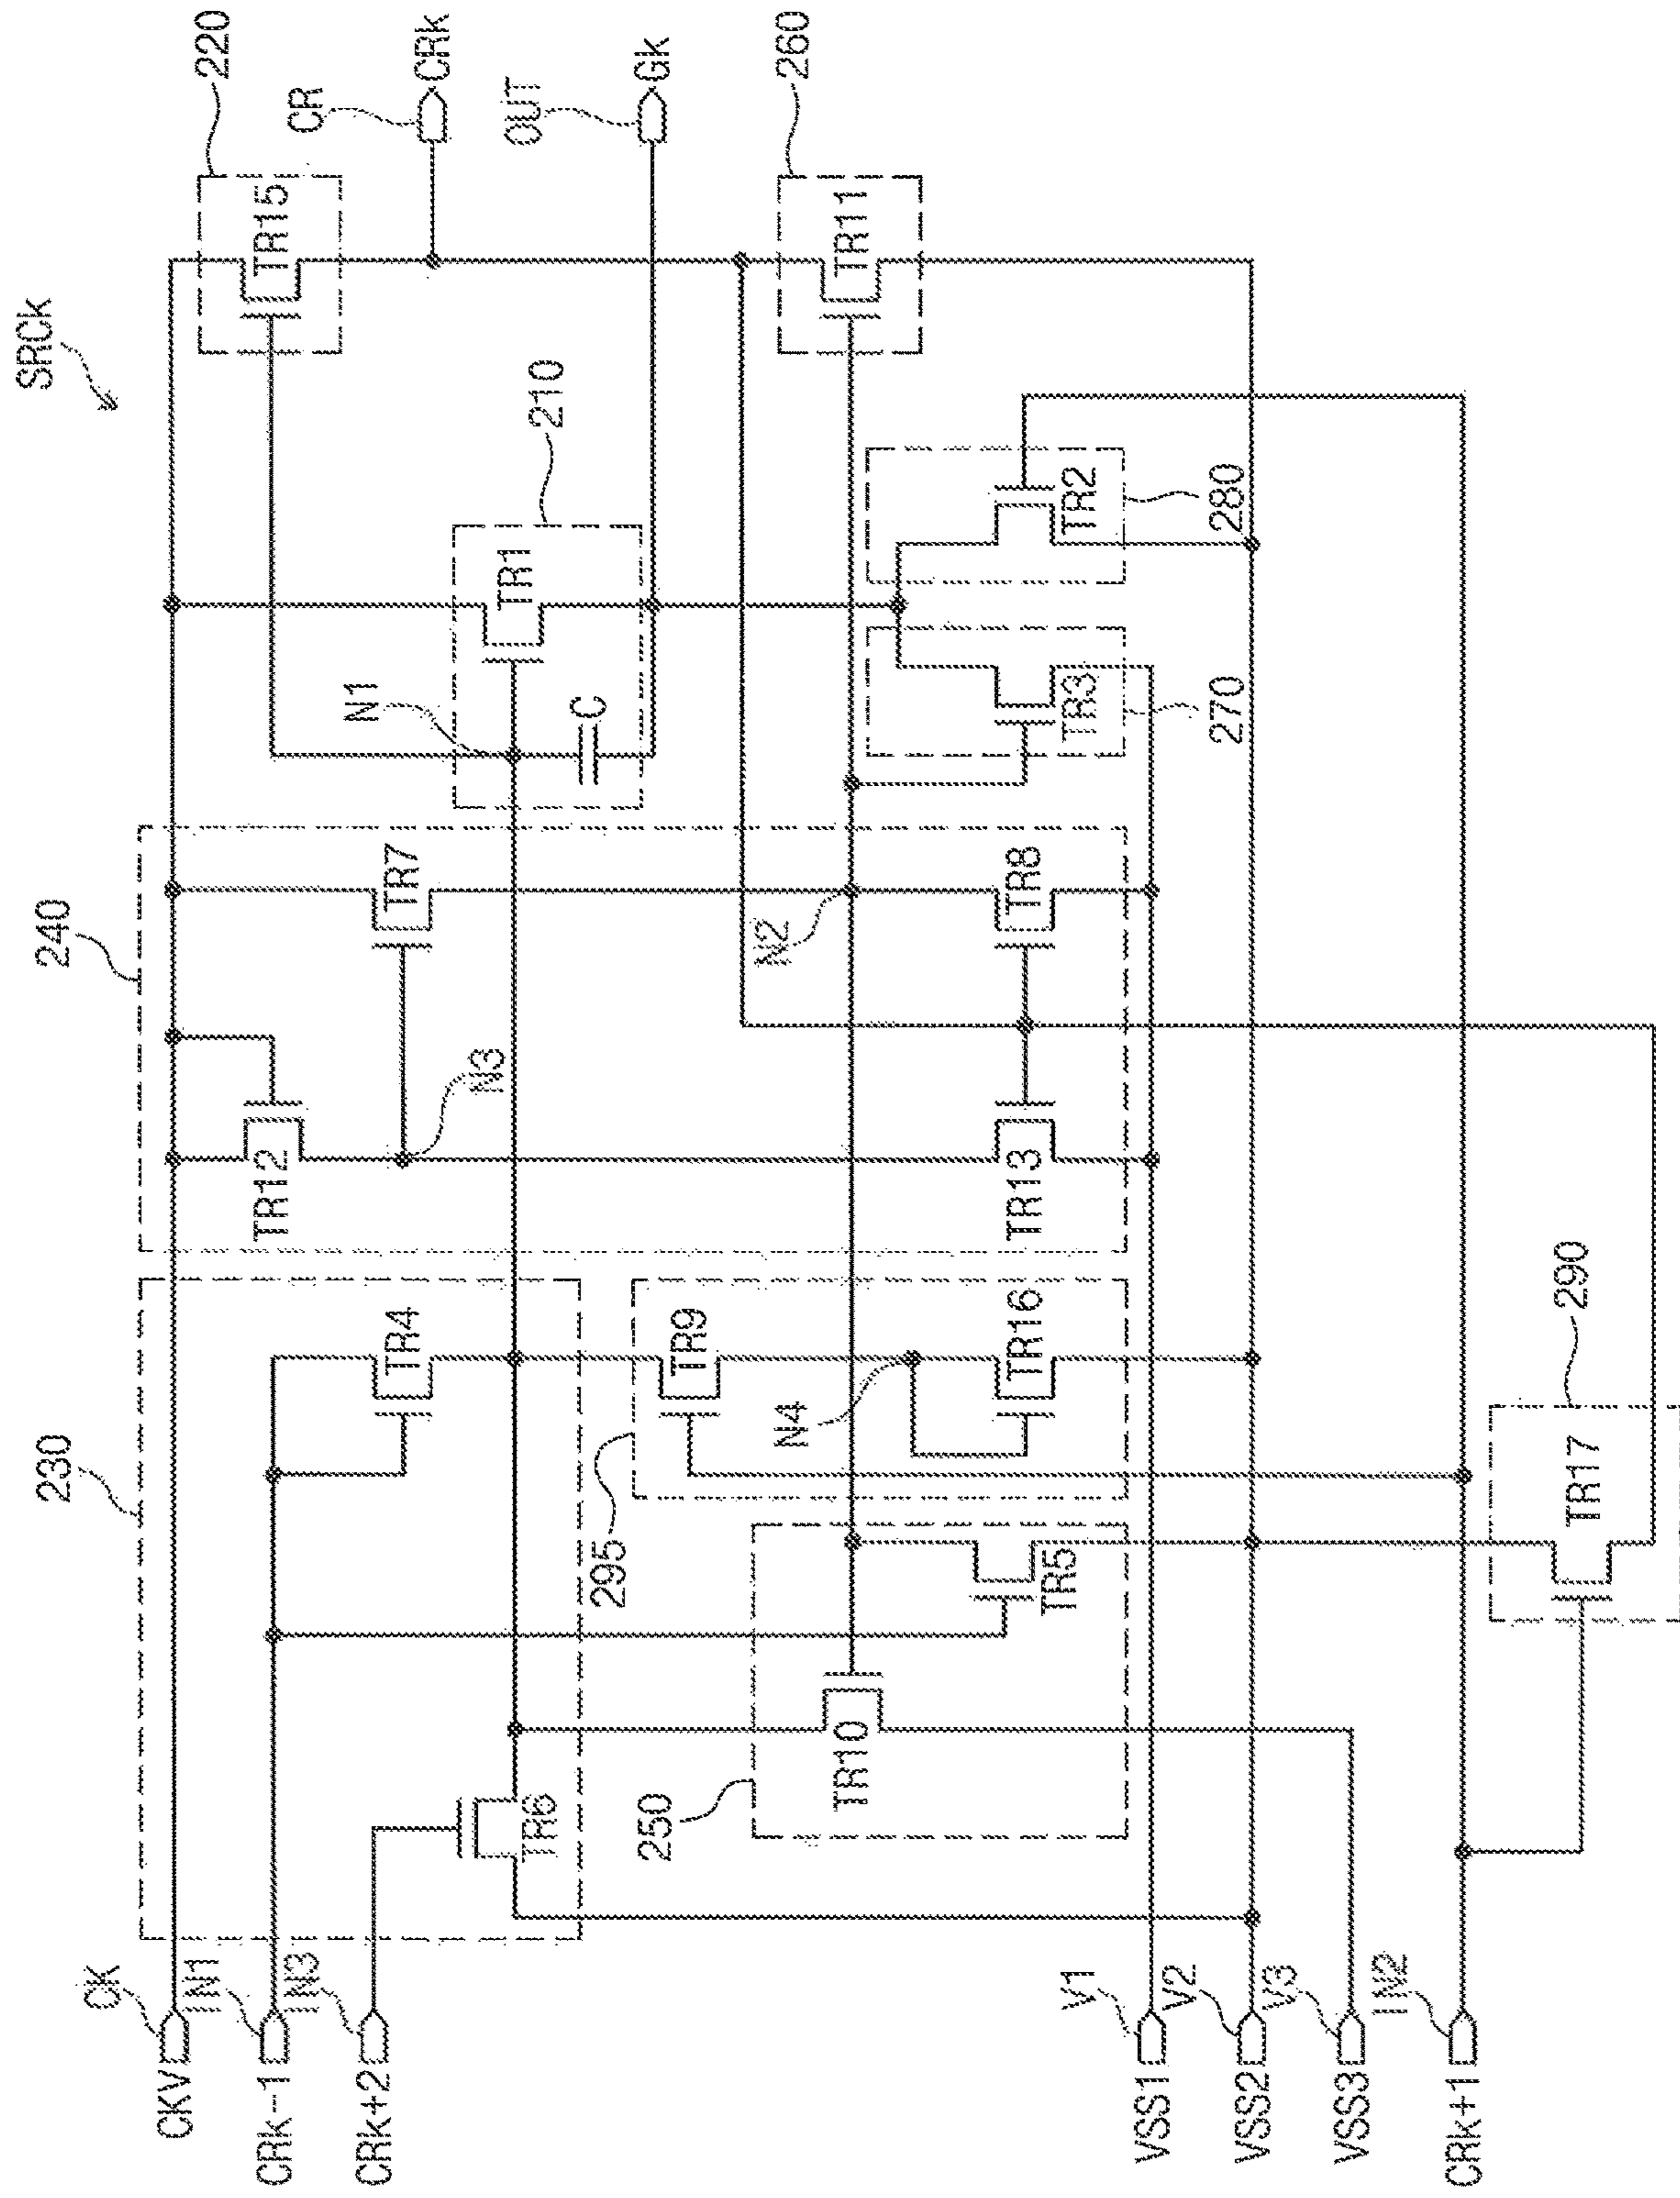 SRCk
220
CR
CRk
OUT
Gk
260
TR15
TR11
210
TR1
N1
C
TR2
280
TR3
270
240
TR7
N2
TR8
N3
TR12
TR13
230
TR4
TR9
TR16
N4
295
290
TR17
TR5
TR10
250
TR6
CK
IN1
IN3
V1
V2
V3
IN2
CKV
CRk-1
CRk+2
VSS1
VSS2
VSS3
CRk+1